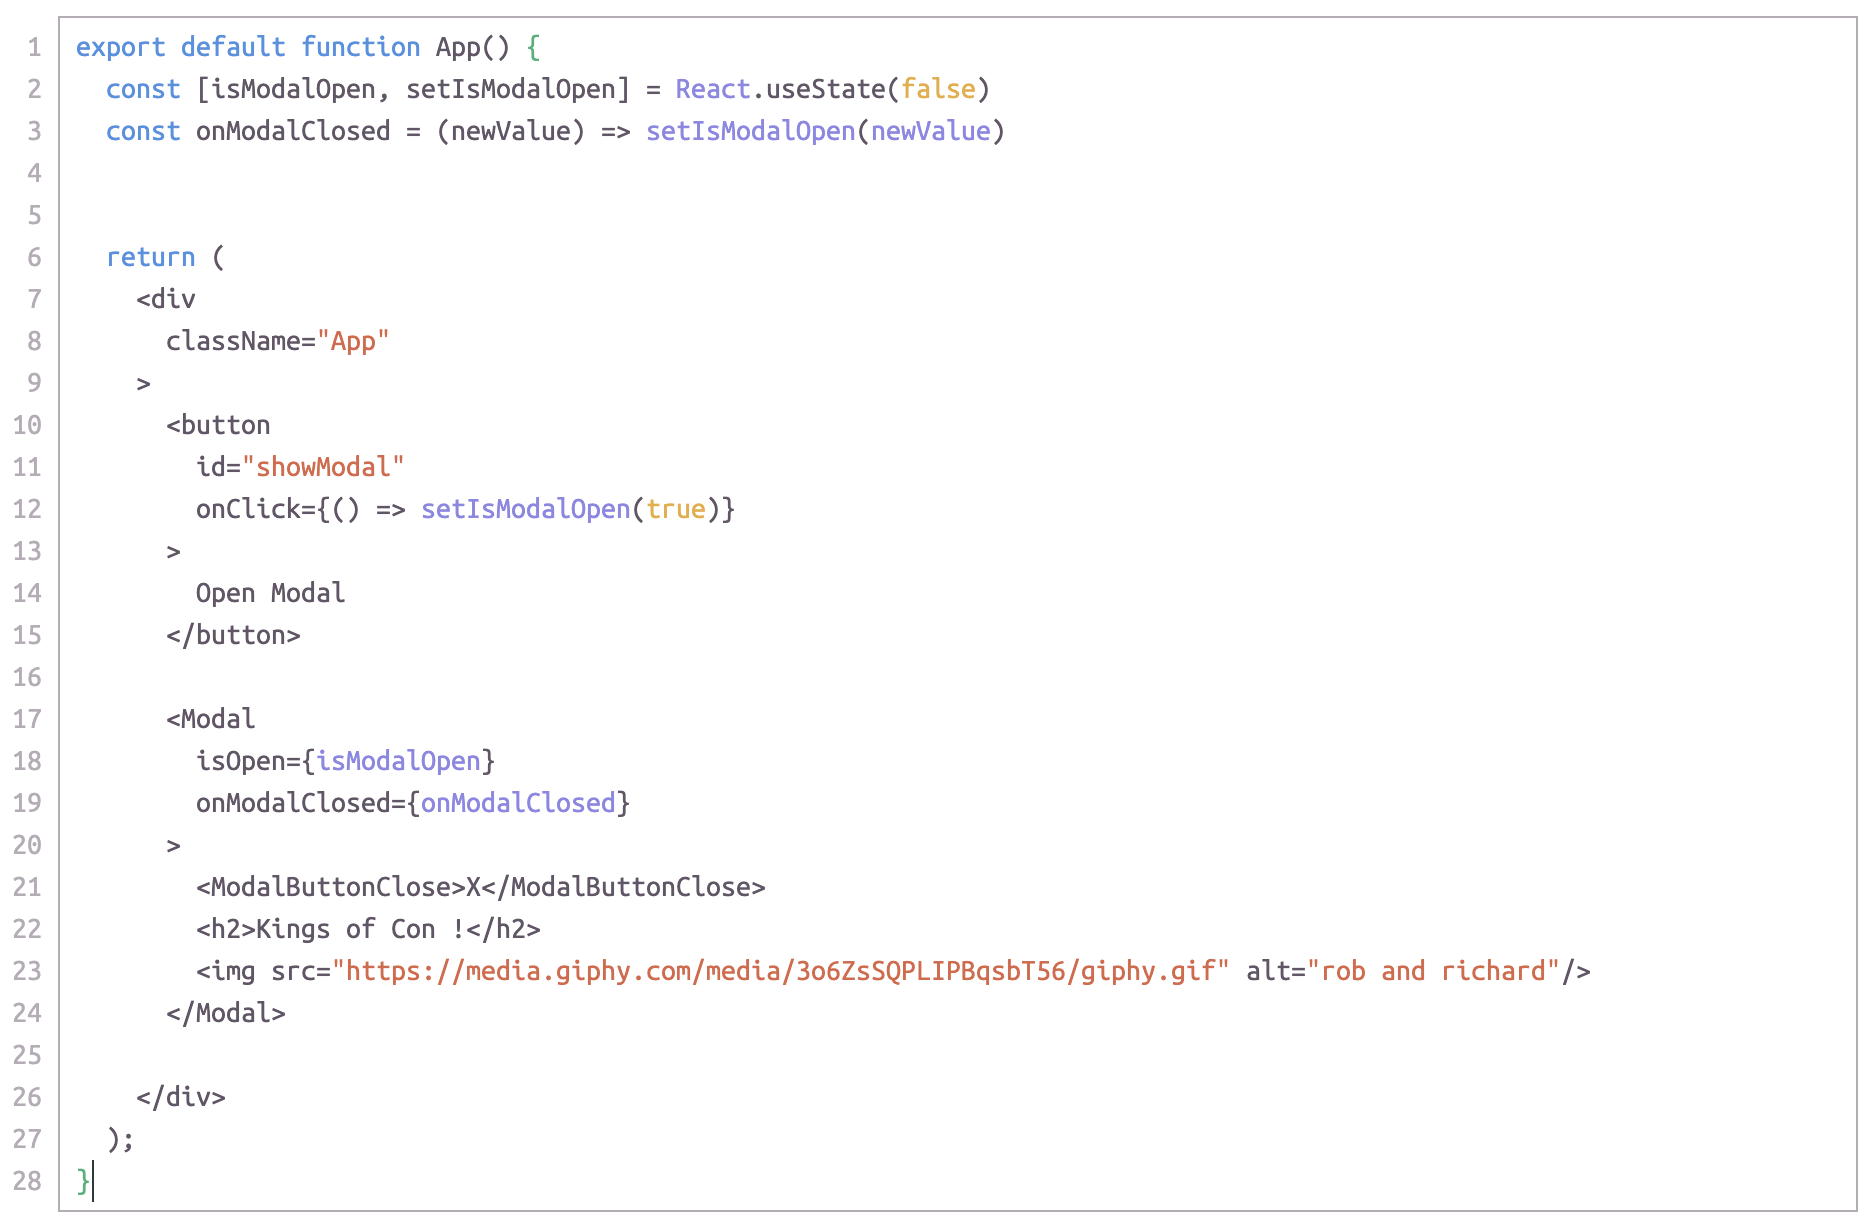 1 export default function App() {
2 const [isModalOpen, setIsModalOpen] = React.useState(false)
3 const onModalClosed = (newValue) => setIsModalOpen(newValue)
4
5
6 return (
7 <div
8 className="App"
9 >
10 <button
11 id="showModal"
12 onClick={() => setIsModalOpen(true)}
13 >
14 Open Modal
15 </button>
16
17 <Modal
18 isOpen={isModalOpen}
19 onModalClosed={onModalClosed}
20 >
21 <ModalButtonClose>X</ModalButtonClose>
22 <h2>Kings of Con !</h2>
23 <img src="https://media.giphy.com/media/3o6ZsSQPLIPBqsbT56/giphy.gif" alt="rob and richard"/>
24 </Modal>
25
26 </div>
27 );
28 }